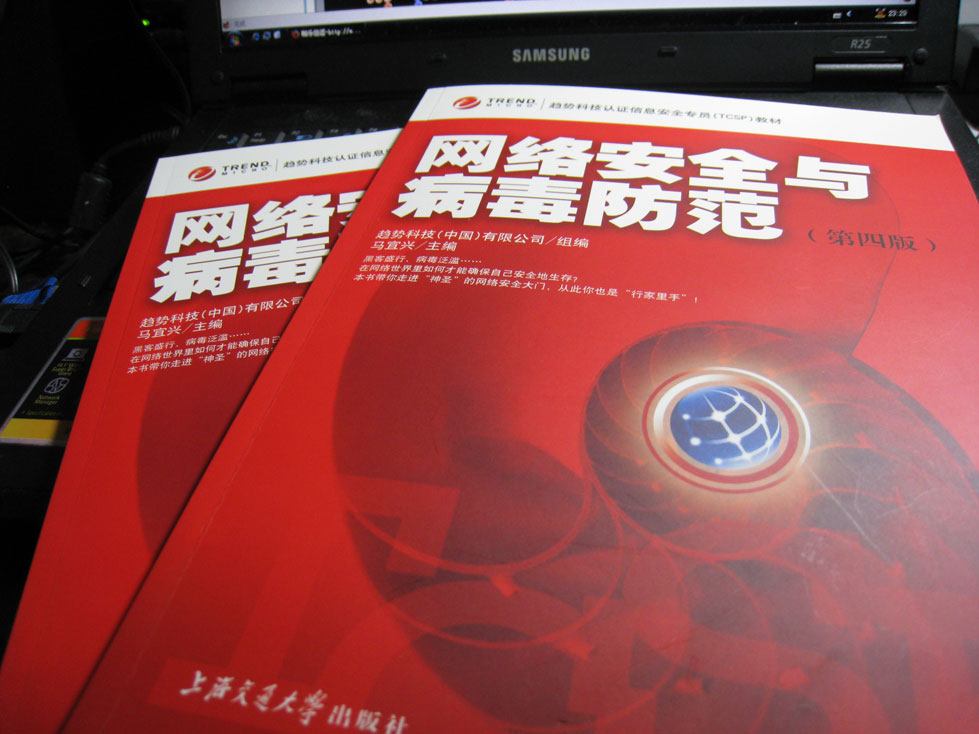 23:29
SAMSUNG
R25
TREND MICRO 趋势科技认证信息安全专员(TCSP)教材
网络安全与
病毒防范
(第四版)
趋势科技(中国)有限公司/组编
马宜兴/主编
黑客盛行、病毒泛滥……
在网络世界里如何才能确保自己安全地生存?
本书带你走进“神圣”的网络安全大门,从此你也是“行家里手”!
上海交通大学出版社
TREND MICRO 趋势科技认证信息
网络安
病毒
趋势科技(中国)有限公司
马宜兴/主编
黑客盛行、病毒泛滥……
在网络世界里如何才能确保自己
本书带你走进“神圣”的网络
Network
Manager